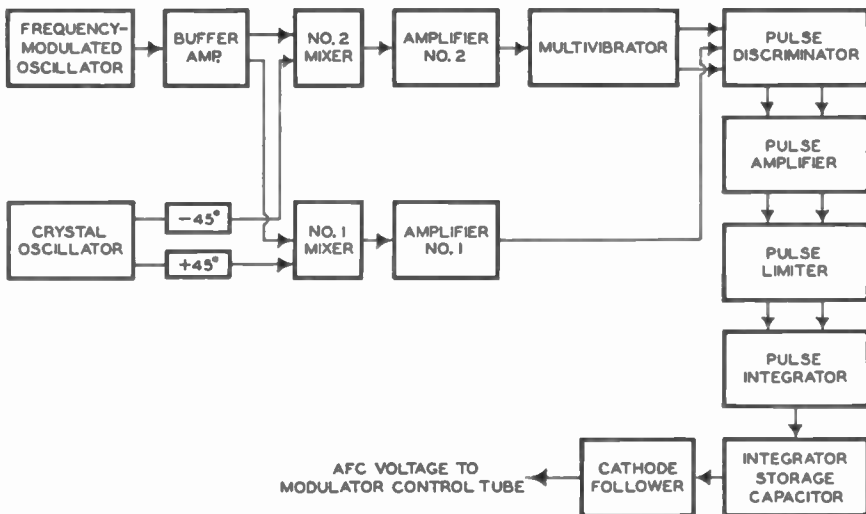 FREQUENCY-
MODULATED
OSCILLATOR
BUFFER
AMP.
NO. 2
MIXER
AMPLIFIER
NO. 2
MULTIVIBRATOR
PULSE
DISCRIMINATOR
PULSE
AMPLIFIER
CRYSTAL
OSCILLATOR
-45°
+45°
NO. 1
MIXER
AMPLIFIER
NO. 1
PULSE
LIMITER
PULSE
INTEGRATOR
AFC VOLTAGE TO
MODULATOR CONTROL TUBE
CATHODE
FOLLOWER
INTEGRATOR
STORAGE
CAPACITOR